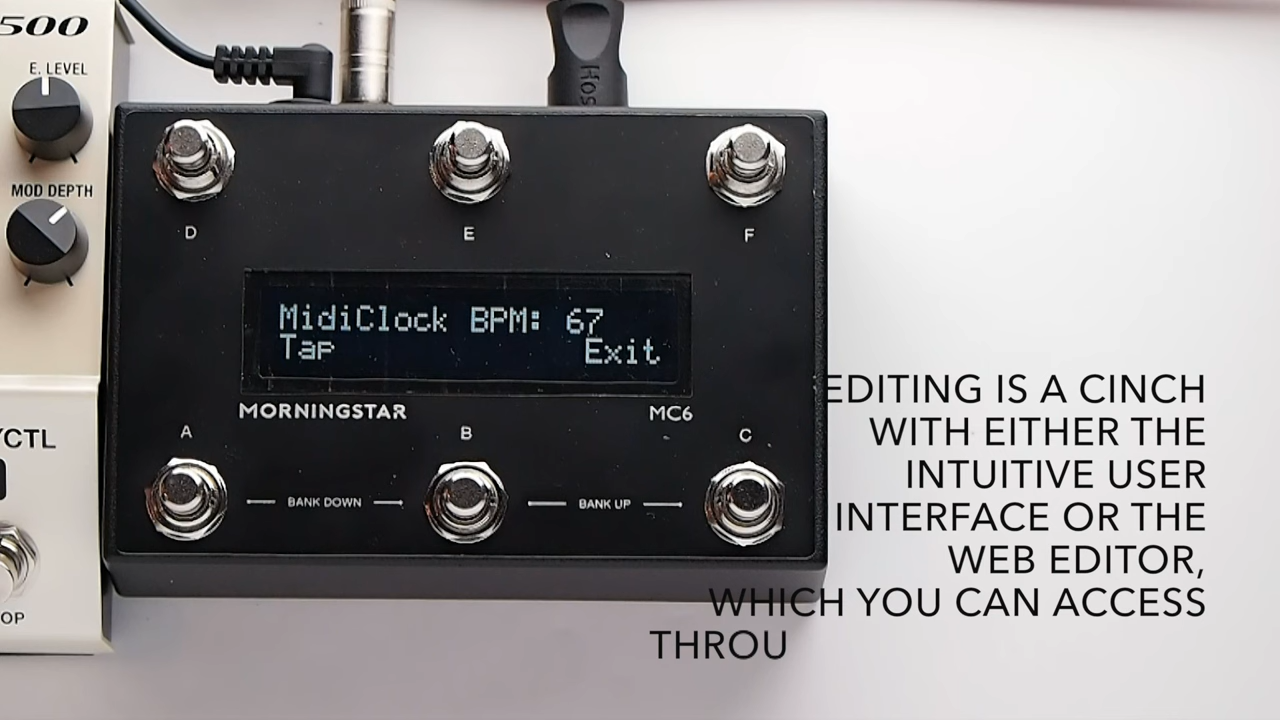 500
E. LEVEL
MOD DEPTH
D
E
F
MidiClock BPM: 67
Tap Exit
MORNINGSTAR
MC6
A
B
C
BANK DOWN
BANK UP
EDITING IS A CINCH
WITH EITHER THE
INTUITIVE USER
INTERFACE OR THE
WEB EDITOR,
WHICH YOU CAN ACCESS
THROU